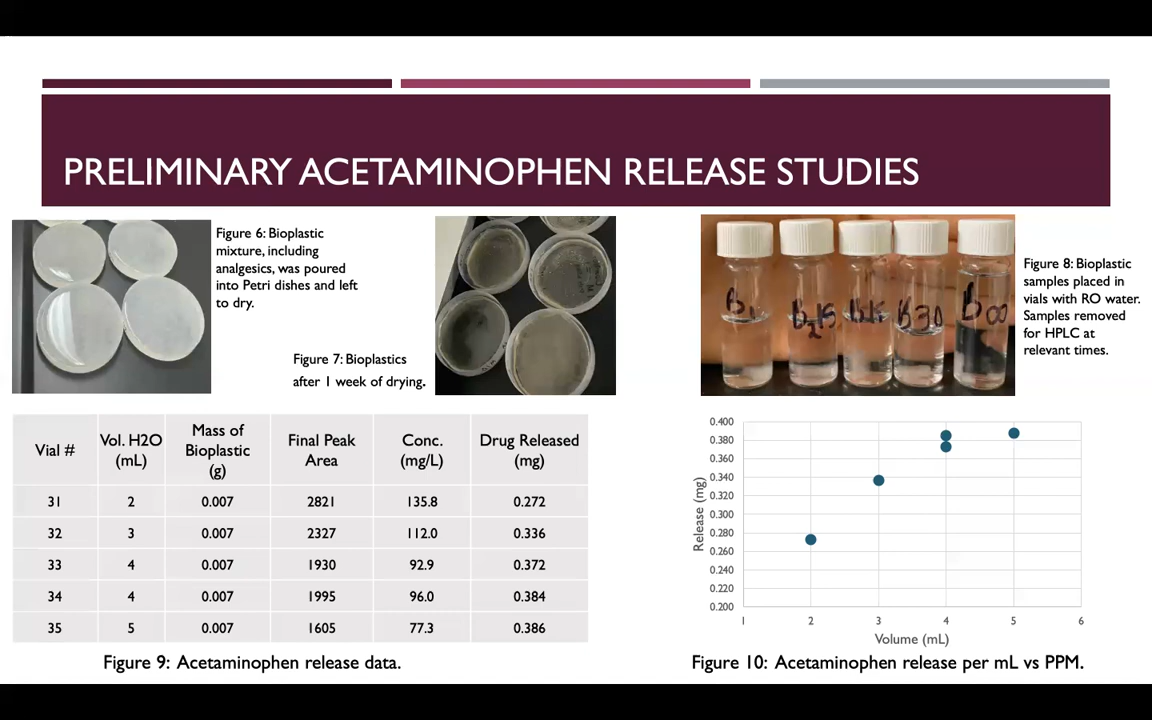 PRELIMINARY ACETAMINOPHEN RELEASE STUDIES
Figure 6: Bioplastic
mixture, including
analgesics, was poured
into Petri dishes and left
to dry.
Figure 7: Bioplastics
after 1 week of drying.
B1 B2 15 B15 B30 B00
Figure 8: Bioplastic
samples placed in
vials with RO water.
Samples removed
for HPLC at
relevant times.
Vial # Vol. H2O (mL) Mass of Bioplastic (g) Final Peak Area Conc. (mg/L) Drug Released (mg)
31 2 0.007 2821 135.8 0.272
32 3 0.007 2327 112.0 0.336
33 4 0.007 1930 92.9 0.372
34 4 0.007 1995 96.0 0.384
35 5 0.007 1605 77.3 0.386
Figure 9: Acetaminophen release data.
Release (mg)
0.400
0.380
0.360
0.340
0.320
0.300
0.280
0.260
0.240
0.220
0.200
1 2 3 4 5 6
Volume (mL)
Figure 10: Acetaminophen release per mL vs PPM.